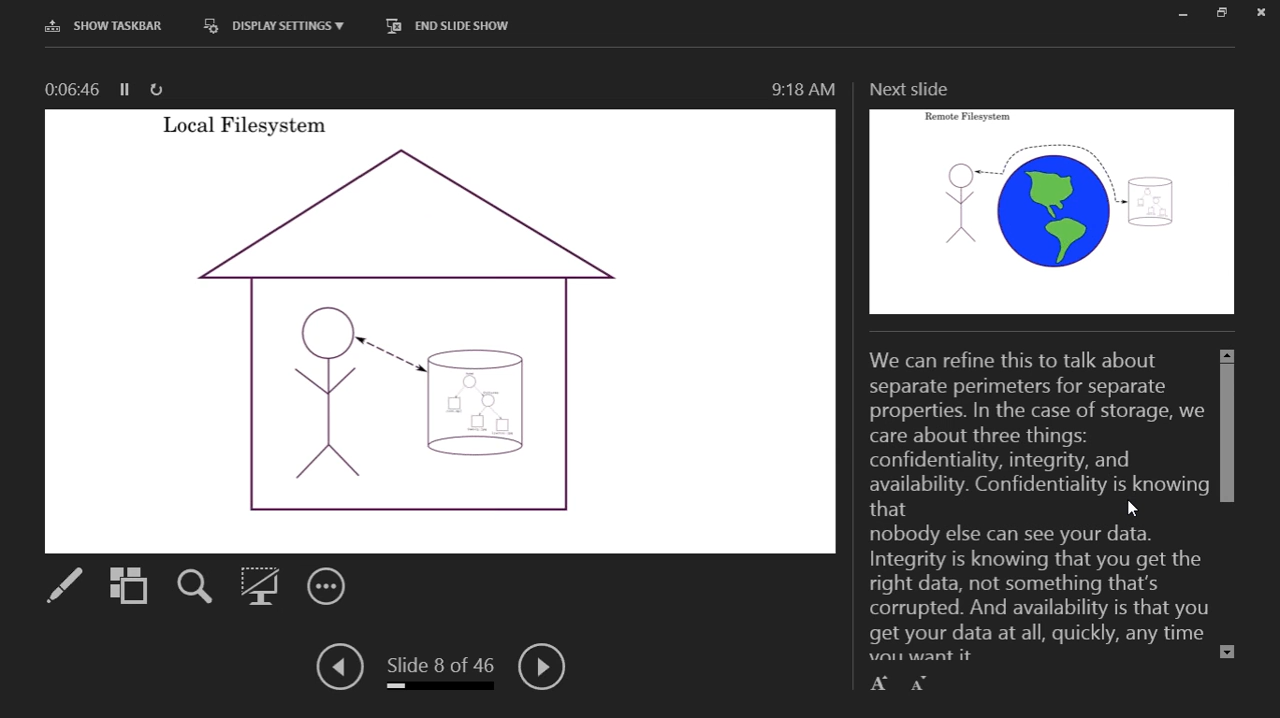 SHOW TASKBAR
DISPLAY SETTINGS ▼
END SLIDE SHOW
0:06:46
9:18 AM
Next slide
Local Filesystem
Remote Filesystem
We can refine this to talk about
separate perimeters for separate
properties. In the case of storage, we
care about three things:
confidentiality, integrity, and
availability. Confidentiality is knowing
that
nobody else can see your data.
Integrity is knowing that you get the
right data, not something that's
corrupted. And availability is that you
get your data at all, quickly, any time
you want it
Slide 8 of 46
A A